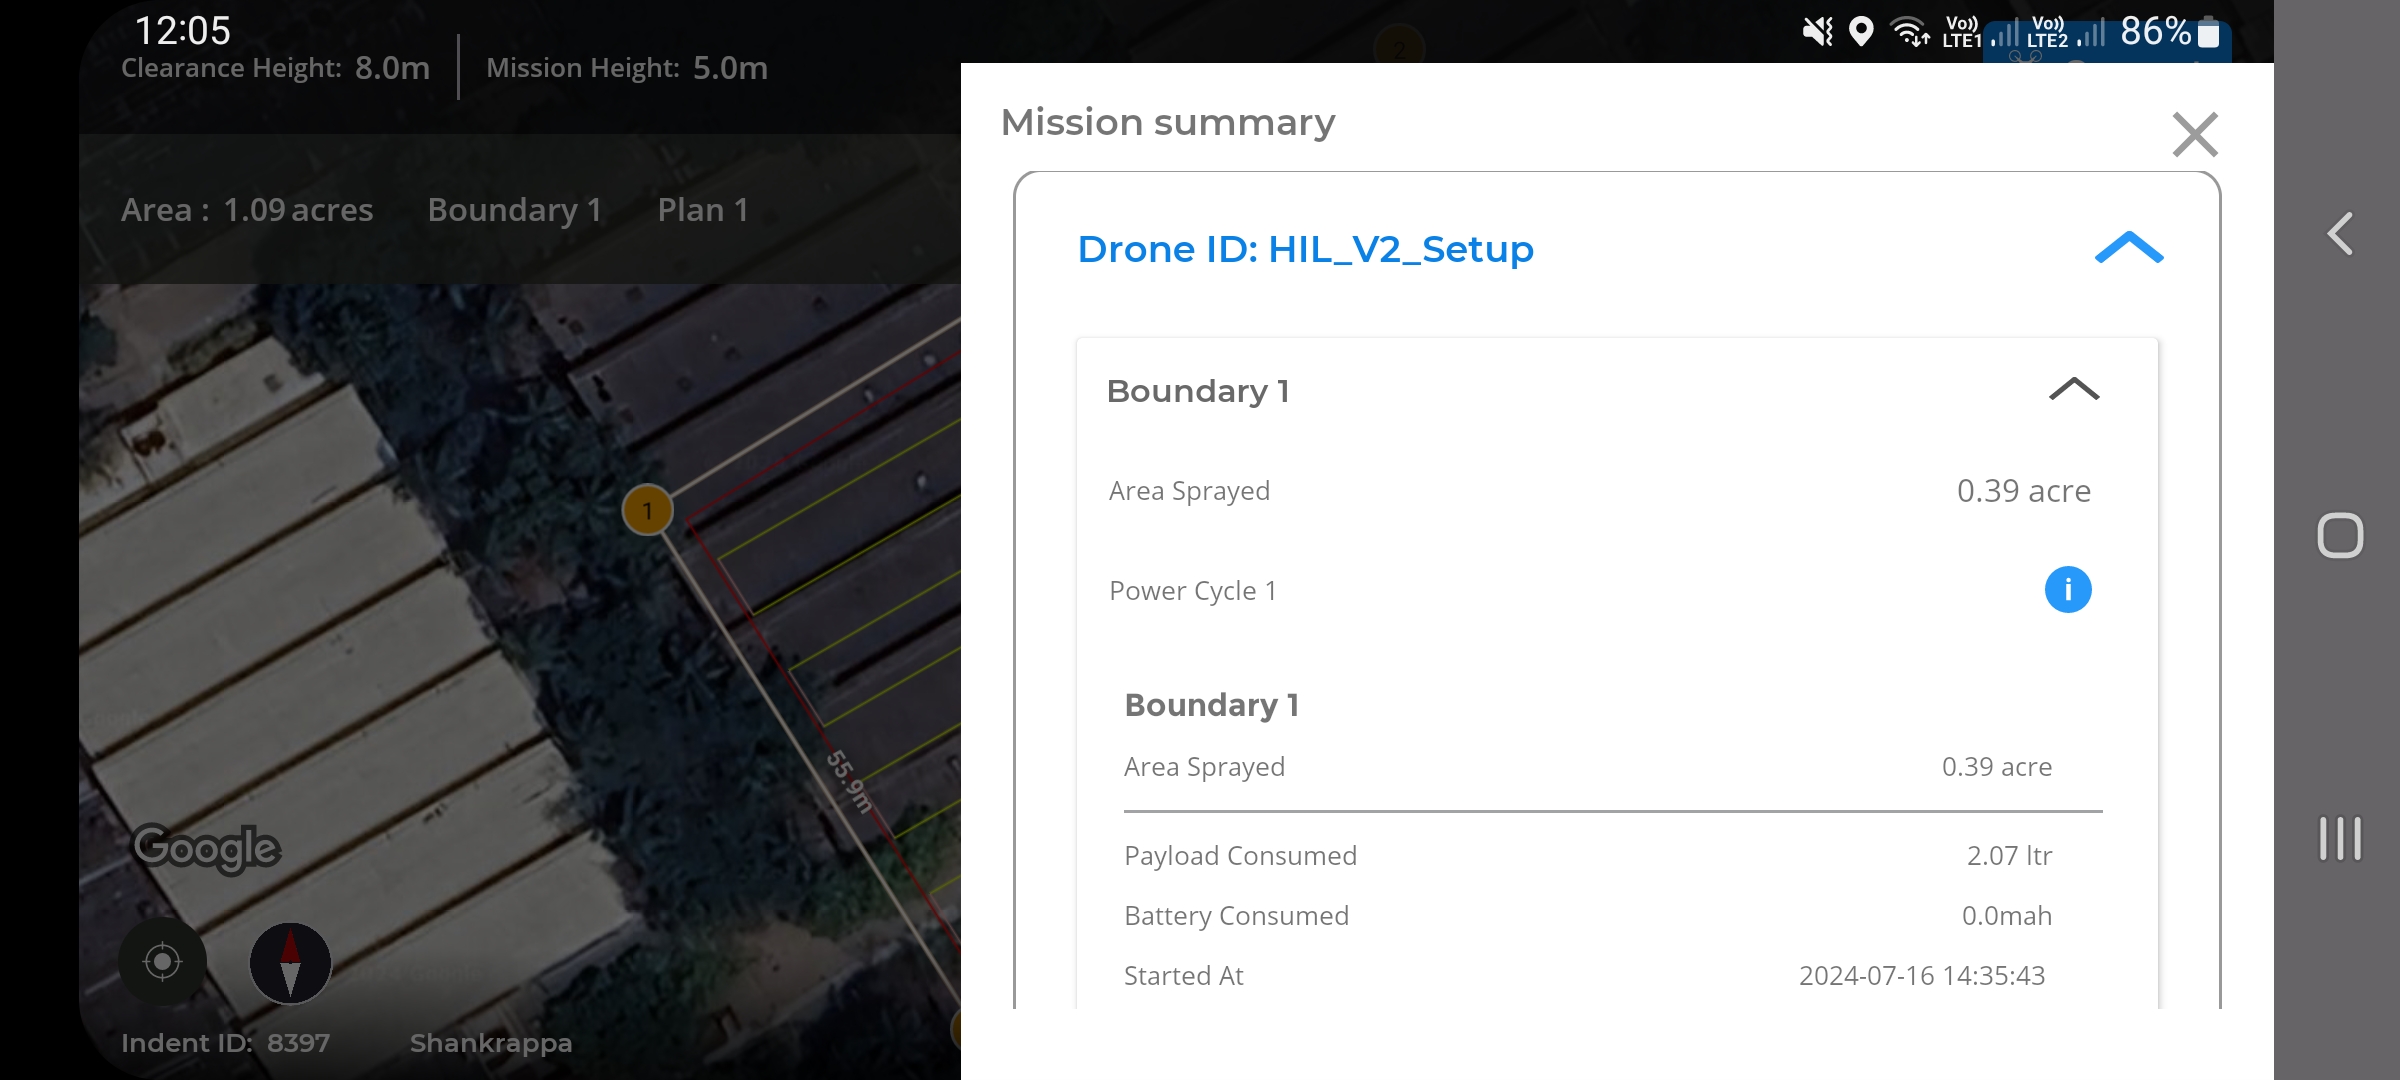 12:05
Vo)) LTE1 Vo)) LTE2 86%
Clearance Height: 8.0m Mission Height: 5.0m
2
Area : 1.09 acres Boundary 1 Plan 1
1
55.9m
Google
Indent ID: 8397 Shankrappa
Mission summary
Drone ID: HIL_V2_Setup
Boundary 1
Area Sprayed 0.39 acre
Power Cycle 1 i
Boundary 1
Area Sprayed 0.39 acre
Payload Consumed 2.07 ltr
Battery Consumed 0.0mah
Started At 2024-07-16 14:35:43